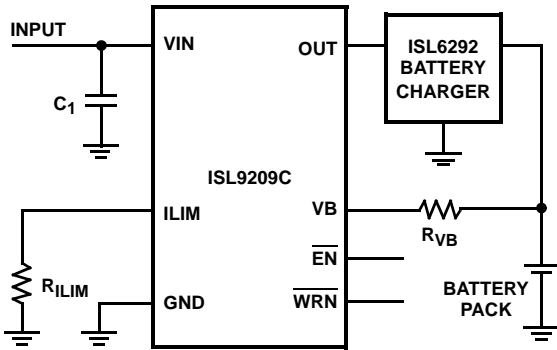 INPUT
VIN
OUT
ISL6292
BATTERY
CHARGER
C1
ISL9209C
ILIM
VB
RVB
EN
RILIM
GND
WRN
BATTERY
PACK